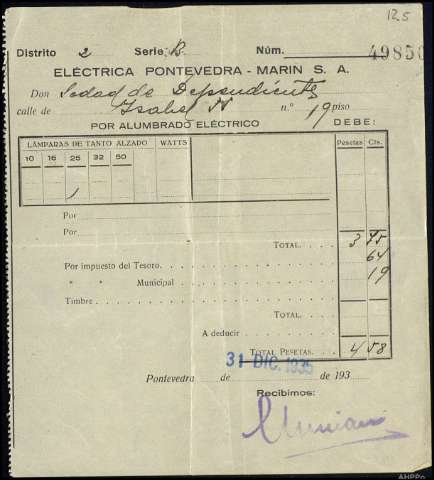 125
Distrito 2 Serie B Núm. 49850
ELÉCTRICA PONTEVEDRA - MARIN S. A.
Don Sodad de Dependientes
calle de Isabel II n.º 19 piso
POR ALUMBRADO ELÉCTRICO DEBE:
LÁMPARAS DE TANTO ALZADO WATTS Pesetas Cts.
10 16 25 32 50
1
Por
Por
TOTAL. 3 75
Por impuesto del Tesoro. 64
" " Municipal 19
Timbre
TOTAL.
A deducir
TOTAL PESETAS. 4 58
31 DIC. 1935
Pontevedra de de 193
Recibimos:
AHPPo